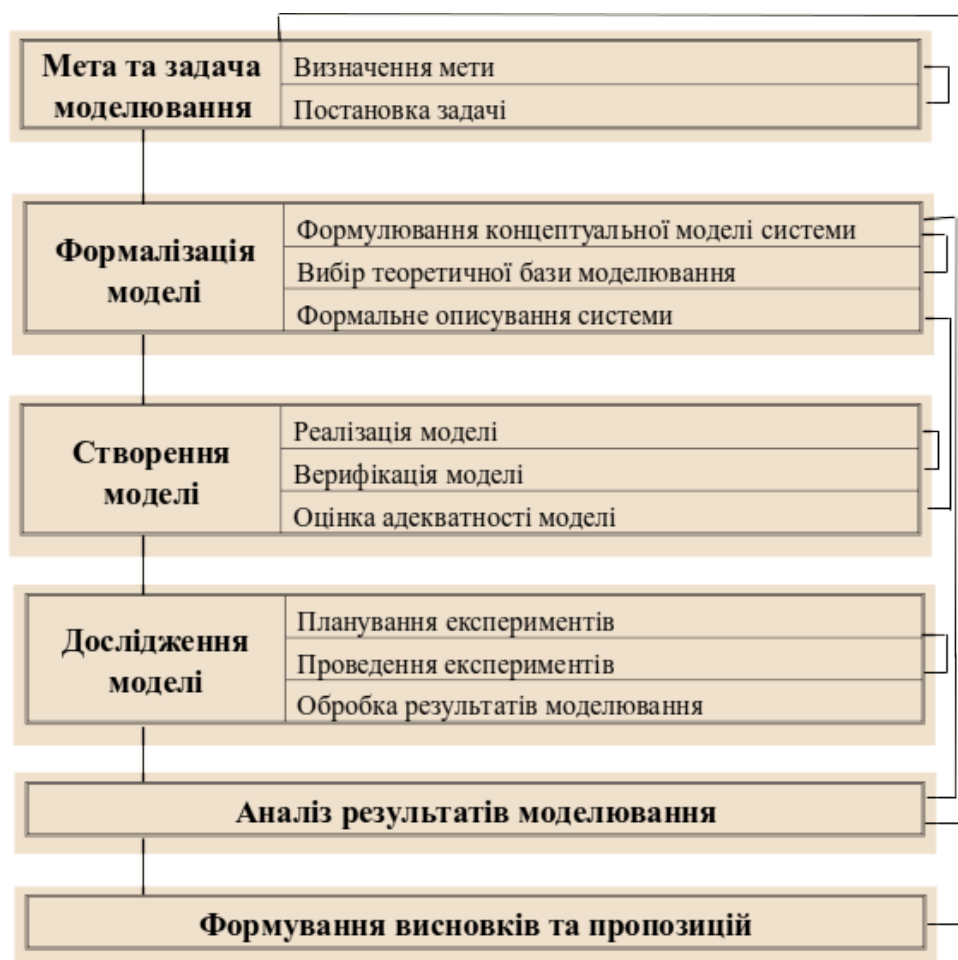 Мета та задача
моделювання
Визначення мети
Постановка задачі
Формалізація
моделі
Формулювання концептуальної моделі системи
Вибір теоретичної бази моделювання
Формальне описування системи
Створення
моделі
Реалізація моделі
Верифікація моделі
Оцінка адекватності моделі
Дослідження
моделі
Планування експериментів
Проведення експериментів
Обробка результатів моделювання
Аналіз результатів моделювання
Формування висновків та пропозицій